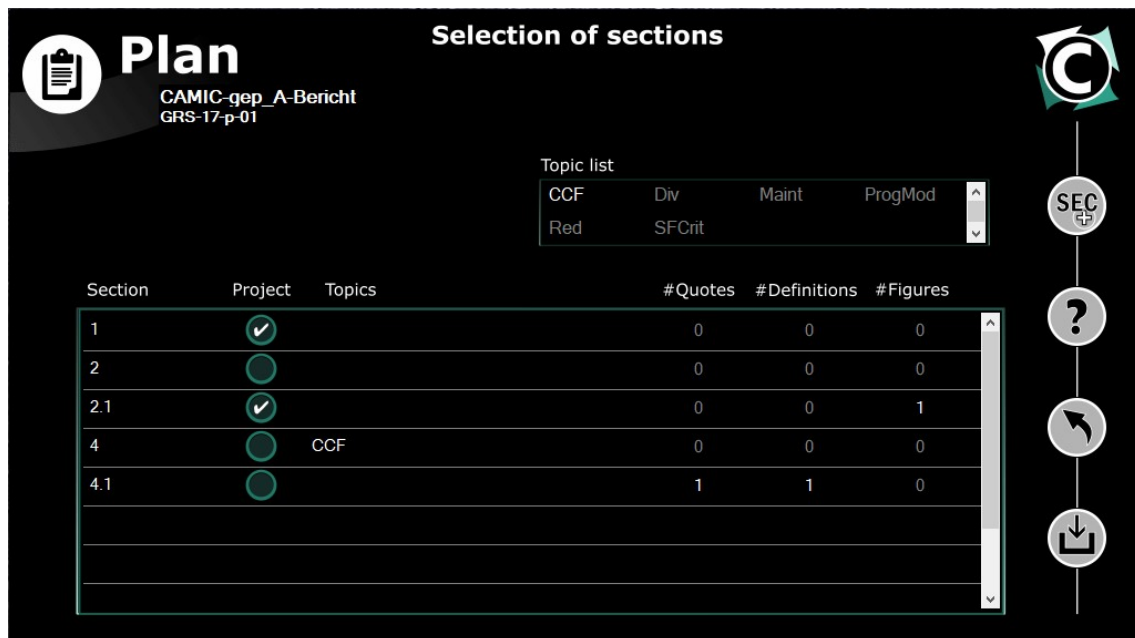 Plan
Selection of sections
C
CAMIC-gep_A-Bericht
GRS-17-p-01
Topic list
CCF Div Maint ProgMod
Red SFCrit
SEC
+
Section Project Topics #Quotes #Definitions #Figures
1 ✔ 0 0 0
2 0 0 0
2.1 ✔ 0 0 1
4 CCF 0 0 0
4.1 1 1 0
?